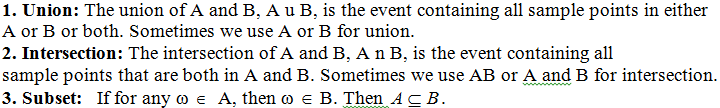 1. Union: The union of A and B, A u B, is the event containing all sample points in either
A or B or both. Sometimes we use A or B for union.
2. Intersection: The intersection of A and B, A n B, is the event containing all
sample points that are both in A and B. Sometimes we use AB or A and B for intersection.
3. Subset: If for any ω ϵ A, then ω ϵ B. Then A ⊆ B.